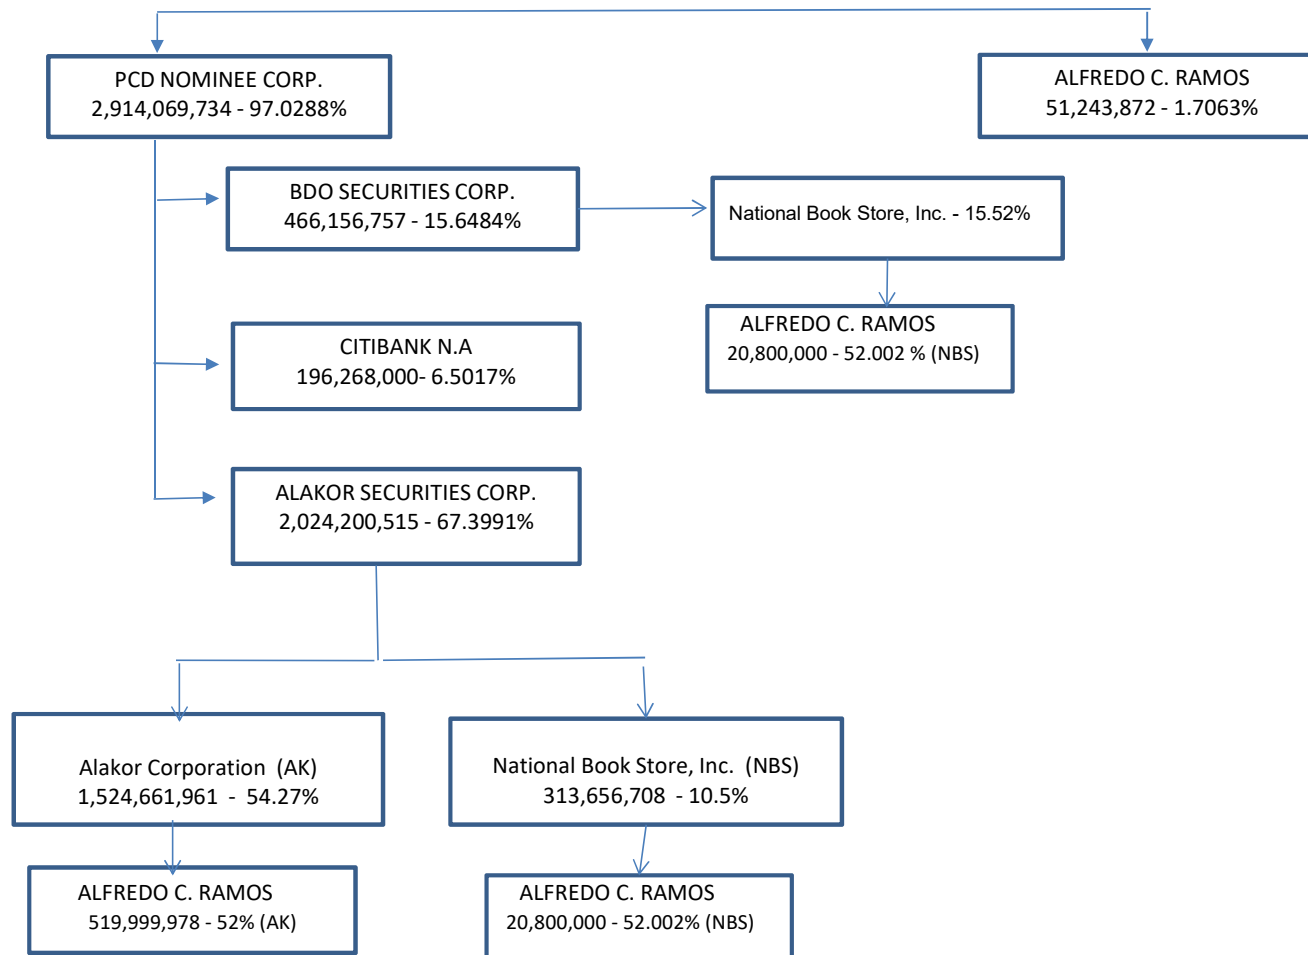 PCD NOMINEE CORP.
2,914,069,734 - 97.0288%
ALFREDO C. RAMOS
51,243,872 - 1.7063%
BDO SECURITIES CORP.
466,156,757 - 15.6484%
National Book Store, Inc. - 15.52%
ALFREDO C. RAMOS
20,800,000 - 52.002 % (NBS)
CITIBANK N.A
196,268,000- 6.5017%
ALAKOR SECURITIES CORP.
2,024,200,515 - 67.3991%
Alakor Corporation (AK)
1,524,661,961 - 54.27%
National Book Store, Inc. (NBS)
313,656,708 - 10.5%
ALFREDO C. RAMOS
519,999,978 - 52% (AK)
ALFREDO C. RAMOS
20,800,000 - 52.002% (NBS)